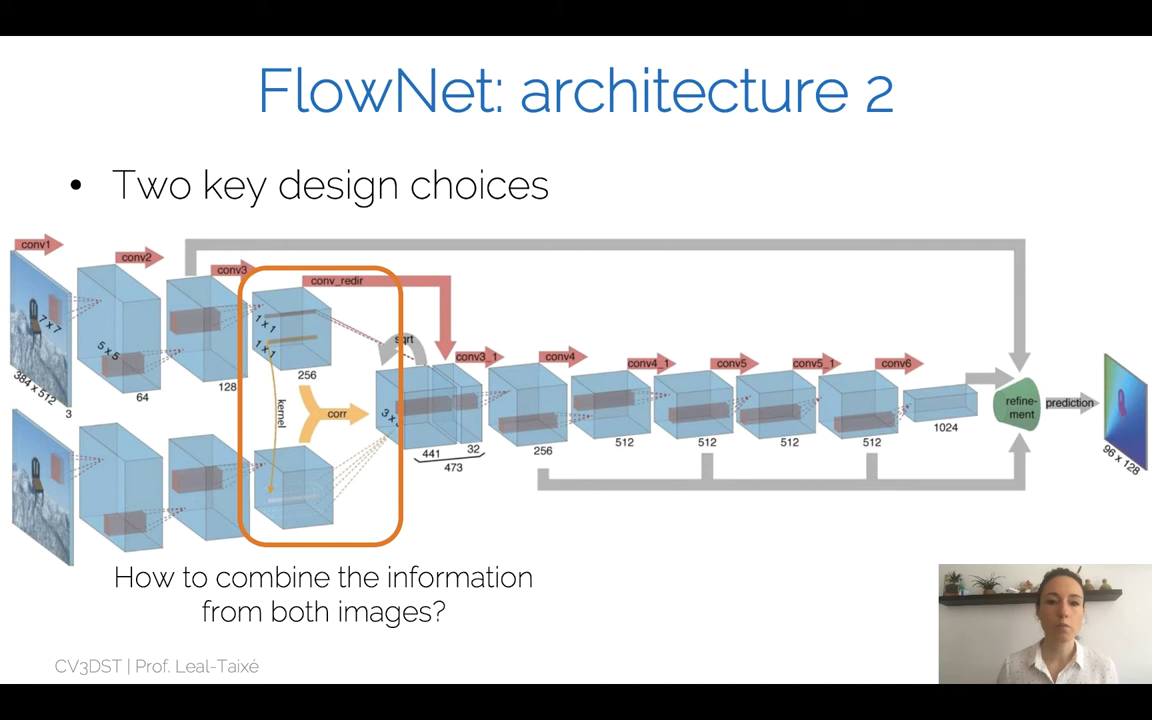 FlowNet: architecture 2
• Two key design choices
conv1
conv2
conv3
conv_redir
sqrt
conv3_1
conv4
conv4_1
conv5
conv5_1
conv6
7 x 7
5 x 5
1 x 1
1 x 1
kernel
corr
3 x
384 x 512
3
64
128
256
441
32
473
256
512
512
512
512
1024
refine-
ment
prediction
96 x 128
How to combine the information
from both images?
CV3DST | Prof. Leal-Taixé